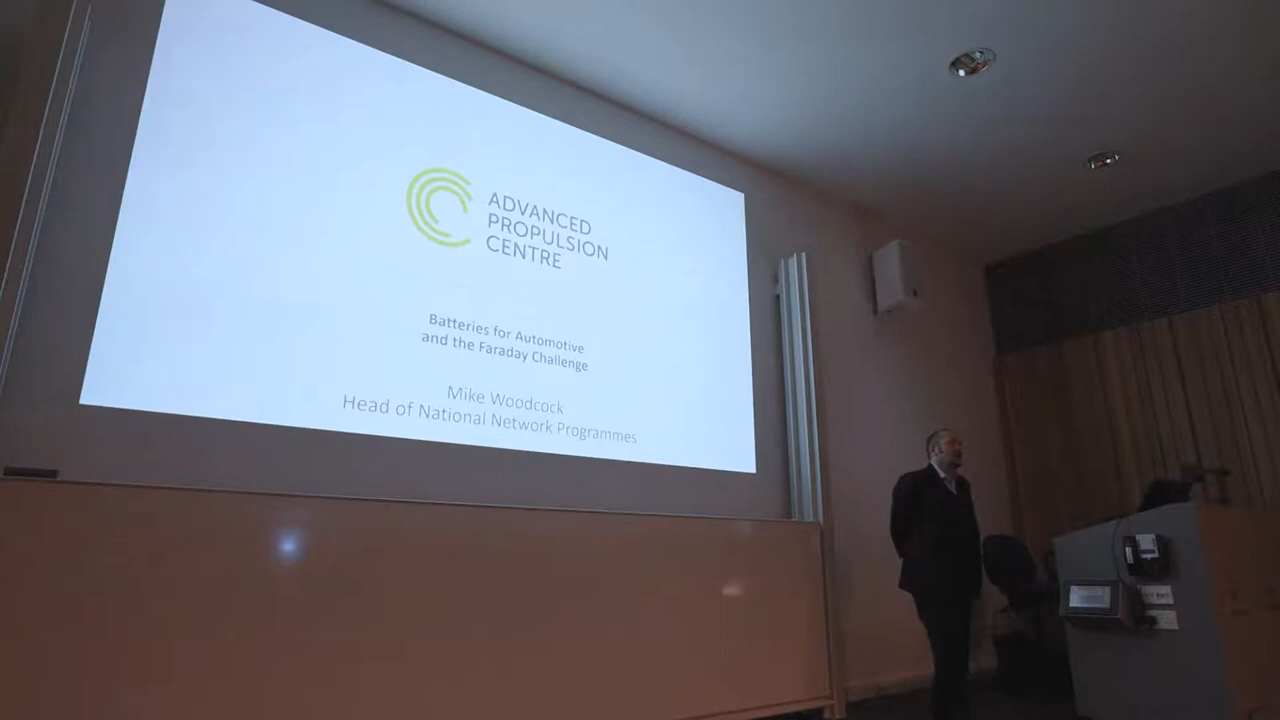 ADVANCED
PROPULSION
CENTRE
Batteries for Automotive
and the Faraday Challenge
Mike Woodcock
Head of National Network Programmes